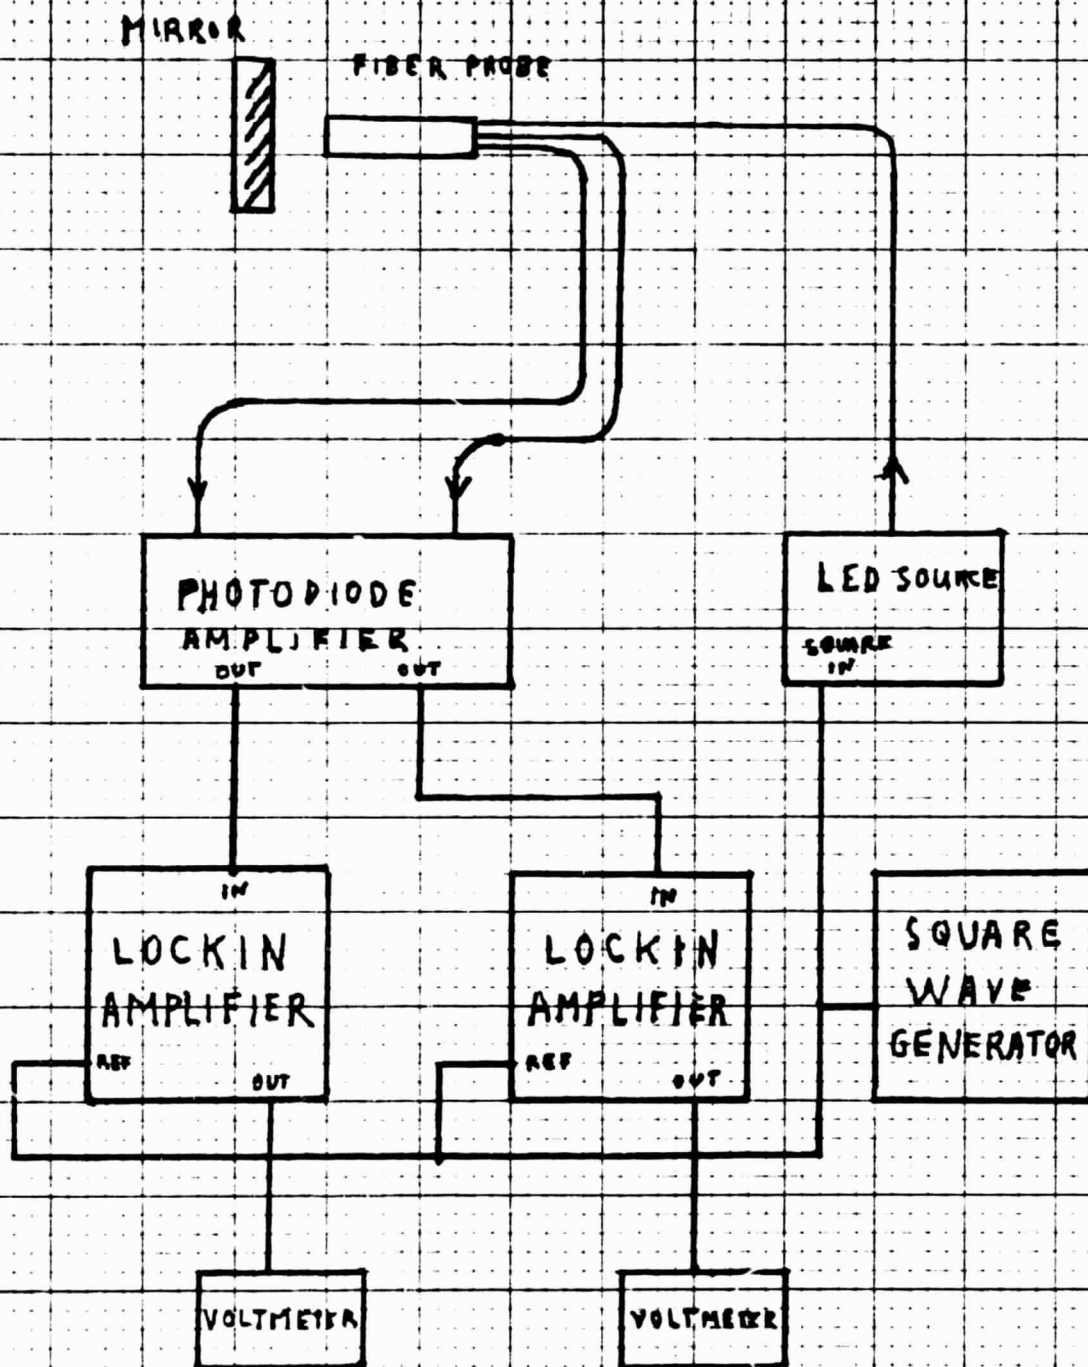 MIRROR
FIBER PROBE
PHOTODIODE
AMPLIFIER
OUT OUT
LED SOURCE
SQUARE
IN
IN
LOCKIN
AMPLIFIER
REF
OUT
IN
LOCKIN
AMPLIFIER
REF
OUT
SQUARE
WAVE
GENERATOR
VOLTMETER
VOLTMETER